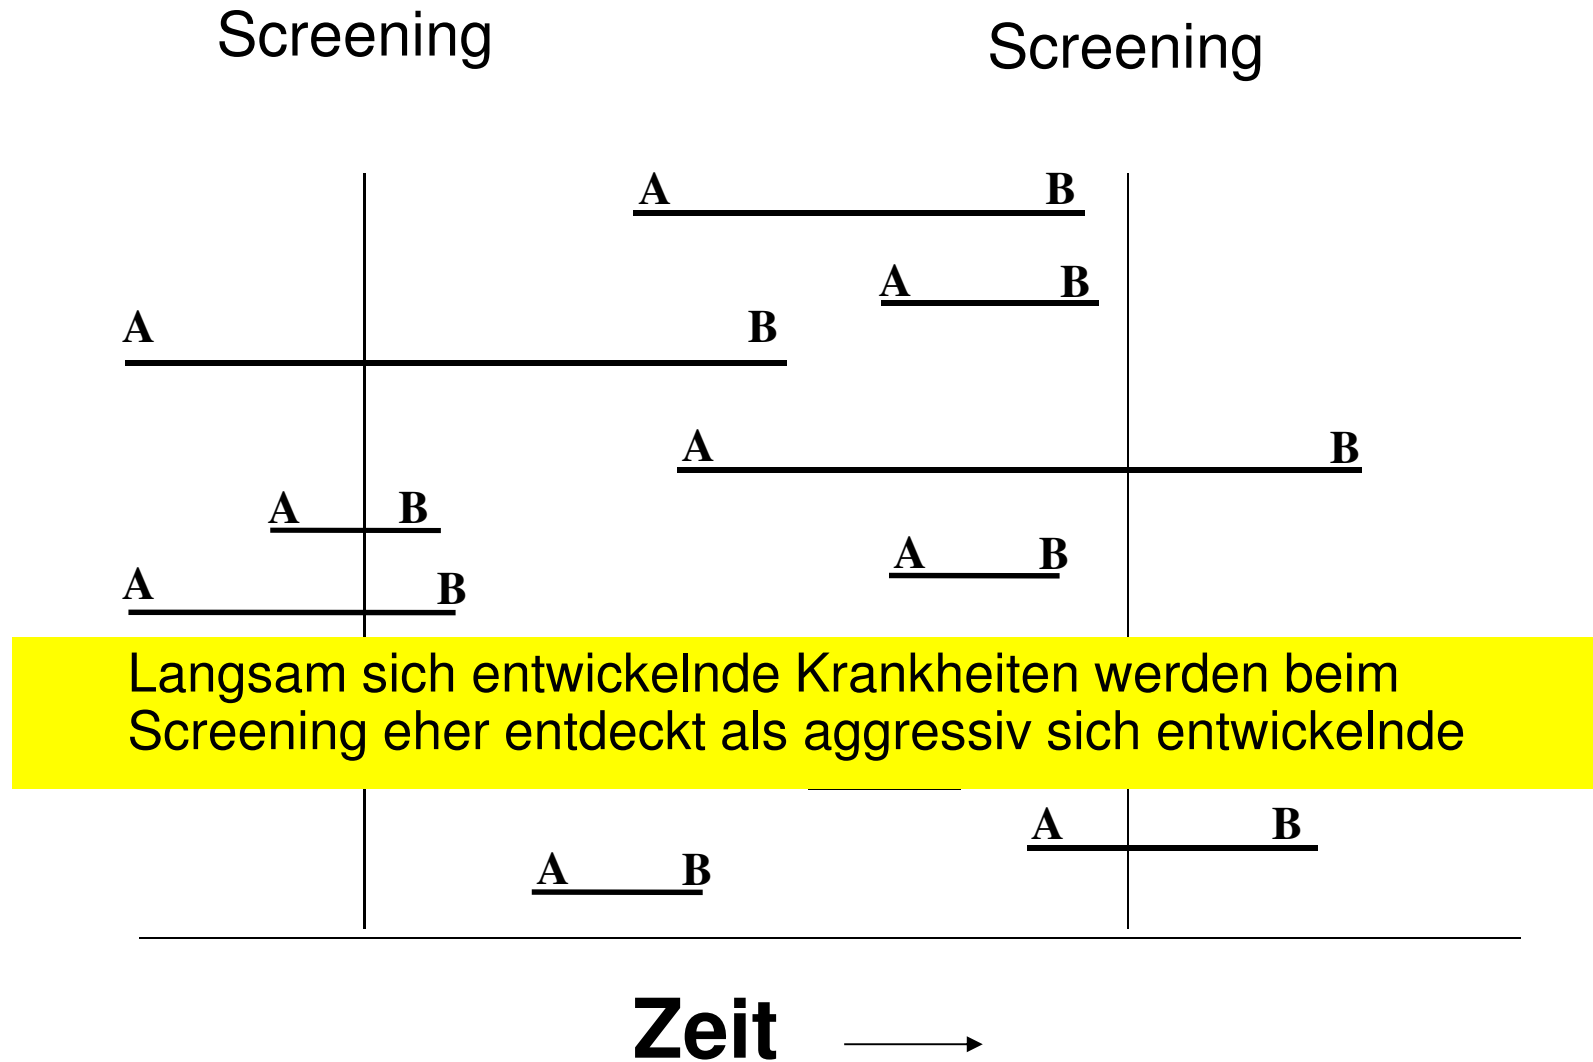 Screening Screening
A B
A B
A B
A B
A B
A B
A B
Langsam sich entwickelnde Krankheiten werden beim
Screening eher entdeckt als aggressiv sich entwickelnde
A B
A B
Zeit